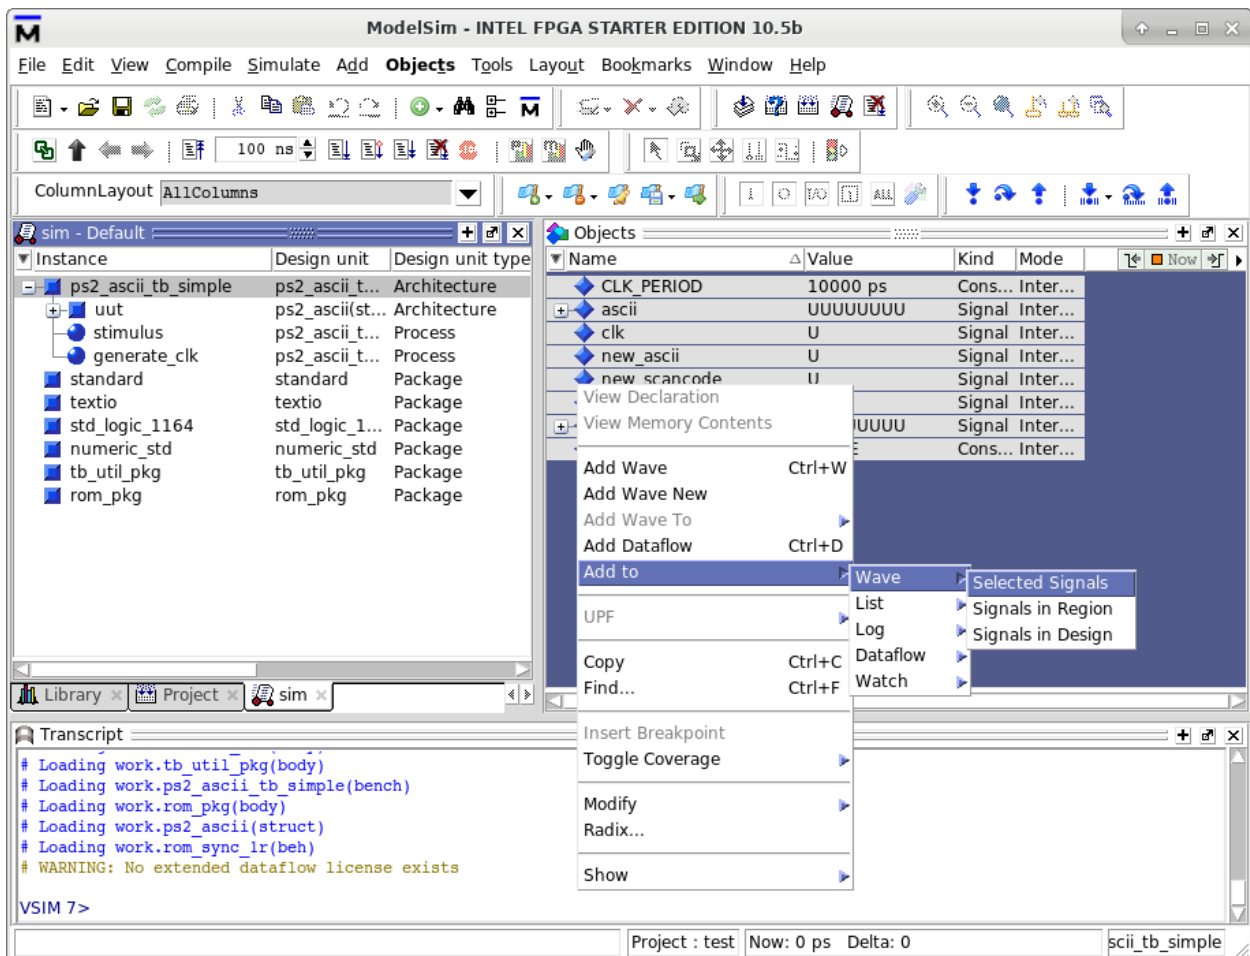 ModelSim - INTEL FPGA STARTER EDITION 10.5b
File Edit View Compile Simulate Add Objects Tools Layout Bookmarks Window Help
100 ns
ColumnLayout AllColumns
sim - Default
Instance Design unit Design unit type
ps2_ascii_tb_simple ps2_ascii_t... Architecture
uut ps2_ascii(st... Architecture
stimulus ps2_ascii_t... Process
generate_clk ps2_ascii_t... Process
standard standard Package
textio textio Package
std_logic_1164 std_logic_1... Package
numeric_std numeric_std Package
tb_util_pkg tb_util_pkg Package
rom_pkg rom_pkg Package
Library Project sim
Objects
Name Value Kind Mode Now
CLK_PERIOD 10000 ps Cons... Inter...
ascii UUUUUUUU Signal Inter...
clk U Signal Inter...
new_ascii U Signal Inter...
new_scancode U Signal Inter...
Signal Inter...
UUUU Signal Inter...
E Cons... Inter...
View Declaration
View Memory Contents
Add Wave Ctrl+W
Add Wave New
Add Wave To
Add Dataflow Ctrl+D
Add to
UPF
Copy Ctrl+C
Find... Ctrl+F
Insert Breakpoint
Toggle Coverage
Modify
Radix...
Show
Wave
List
Log
Dataflow
Watch
Selected Signals
Signals in Region
Signals in Design
Transcript
# Loading work.tb_util_pkg(body)
# Loading work.ps2_ascii_tb_simple(bench)
# Loading work.rom_pkg(body)
# Loading work.ps2_ascii(struct)
# Loading work.rom_sync_lr(beh)
# WARNING: No extended dataflow license exists
VSIM 7>
Project : test Now: 0 ps Delta: 0 scii_tb_simple